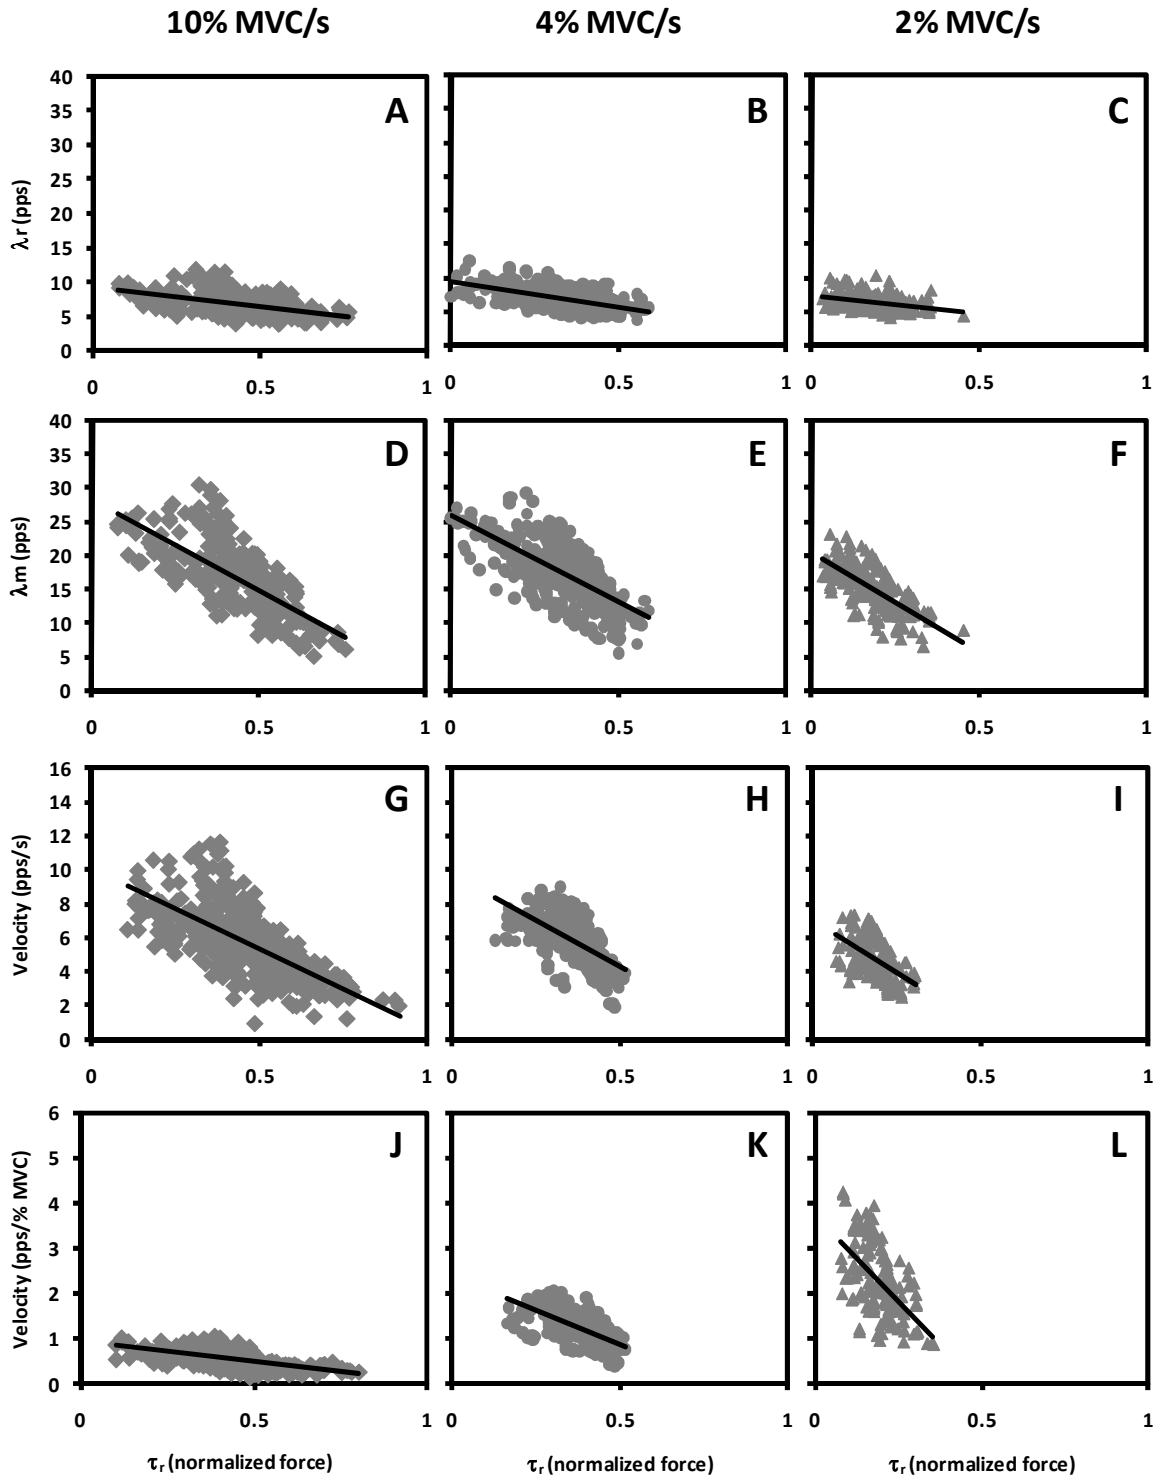 10% MVC/s 4% MVC/s 2% MVC/s
40
35
30
25
20
15
10
5
0
λr (pps)
A B C
0 0.5 1 0 0.5 1 0 0.5 1
40
35
30
25
20
15
10
5
0
λm (pps)
D E F
0 0.5 1 0 0.5 1 0 0.5 1
16
14
12
10
8
6
4
2
0
Velocity (pps/s)
G H I
0 0.5 1 0 0.5 1 0 0.5 1
6
5
4
3
2
1
0
Velocity (pps/% MVC)
J K L
0 0.5 1 0 0.5 1 0 0.5 1
τr (normalized force) τr (normalized force) τr (normalized force)